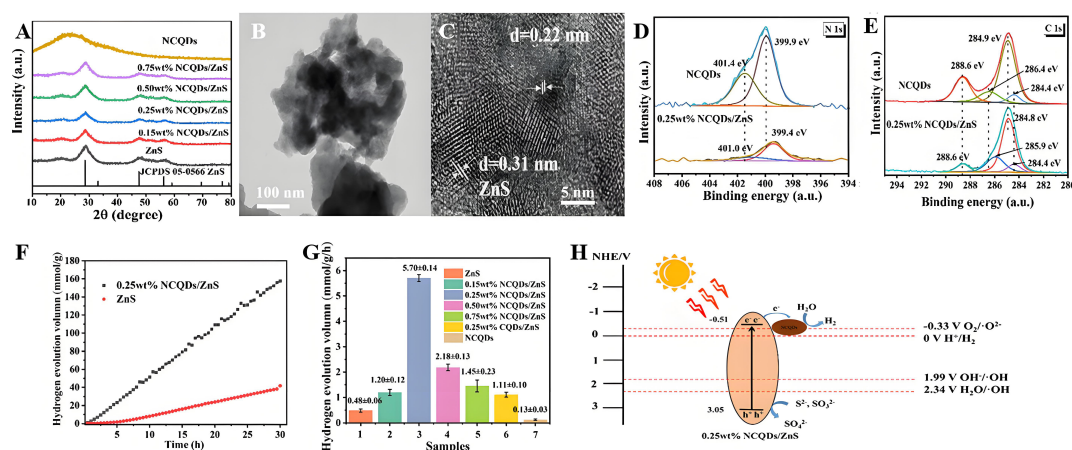 A
Intensity (a.u.)
NCQDs
0.75wt% NCQDs/ZnS
0.50wt% NCQDs/ZnS
0.25wt% NCQDs/ZnS
0.15wt% NCQDs/ZnS
ZnS
JCPDS 05-0566 ZnS
10 20 30 40 50 60 70 80
2θ (degree)
B
100 nm
C
d=0.22 nm
d=0.31 nm
ZnS
5 nm
D
N 1s
Intensity (a.u.)
399.9 eV
401.4 eV
NCQDs
0.25wt% NCQDs/ZnS
399.4 eV
401.0 eV
408 406 404 402 400 398 396 394
Binding energy (a.u.)
E
C 1s
Intensity (a.u.)
284.9 eV
288.6 eV
286.4 eV
NCQDs
284.4 eV
0.25wt% NCQDs/ZnS
284.8 eV
285.9 eV
288.6 eV
284.4 eV
294 292 290 288 286 284 282 280
Binding energy (a.u.)
F
Hydrogen evolution volumn (mmol/g)
180
160
140
120
100
80
60
40
20
0
0.25wt% NCQDs/ZnS
ZnS
0 5 10 15 20 25 30
Time (h)
G
Hydrogen evolution volumn (mmol/g/h)
6
5
4
3
2
1
0
0.48±0.06
1.20±0.12
5.70±0.14
2.18±0.13
1.45±0.23
1.11±0.10
0.13±0.03
ZnS
0.15wt% NCQDs/ZnS
0.25wt% NCQDs/ZnS
0.50wt% NCQDs/ZnS
0.75wt% NCQDs/ZnS
0.25wt% CQDs/ZnS
NCQDs
1 2 3 4 5 6 7
Samples
H
NHE/V
-2
-1
0
1
2
3
-0.51
e⁻ e⁻
e⁻
NCQDs
H₂O
H₂
-0.33 V O₂/·O²⁻
0 V H⁺/H₂
1.99 V OH⁻/·OH
2.34 V H₂O/·OH
3.05
h⁺ h⁺
S²⁻, SO₃²⁻
SO₄²⁻
0.25wt% NCQDs/ZnS